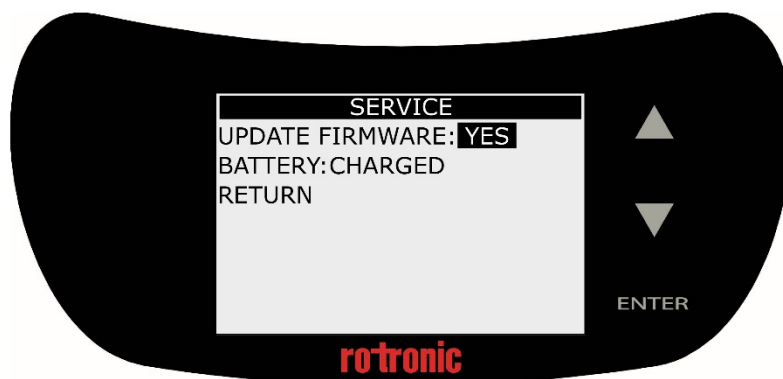 SERVICE
UPDATE FIRMWARE: YES
BATTERY: CHARGED
RETURN
ENTER
rotronic